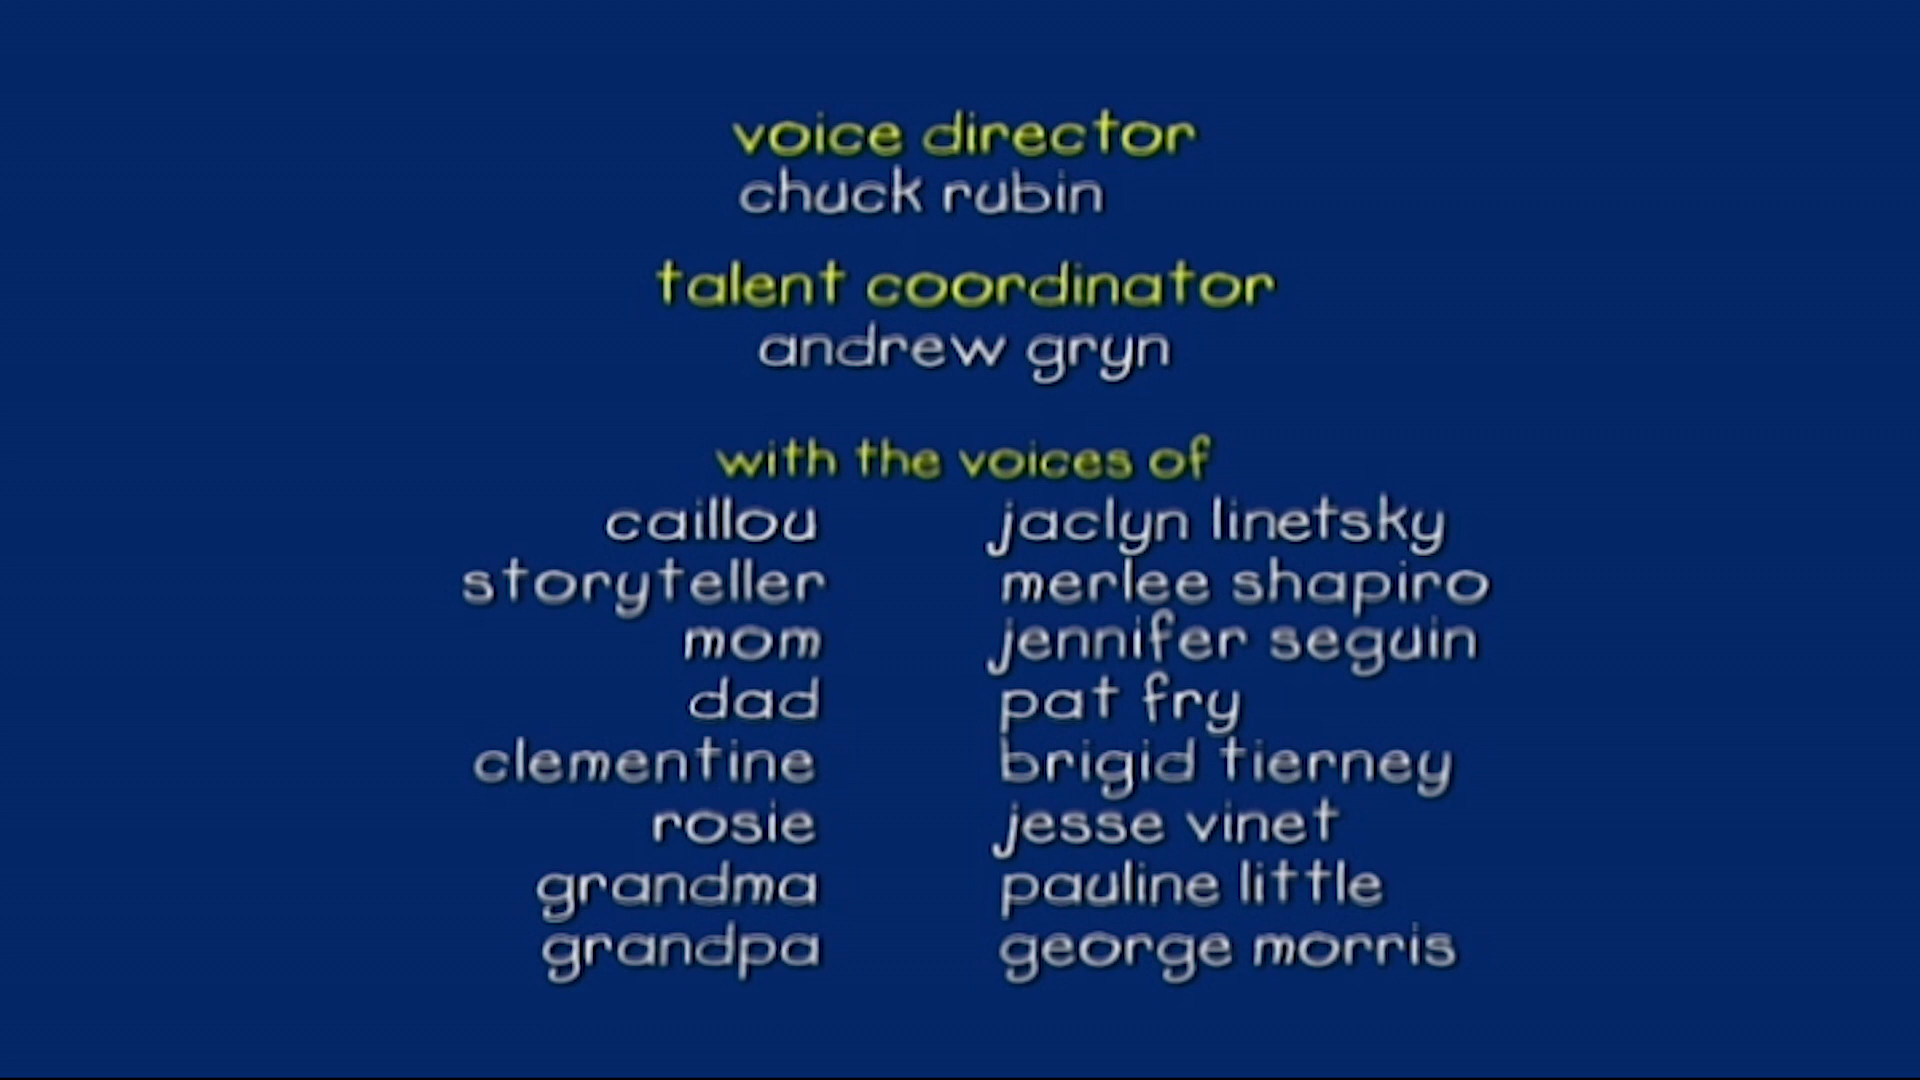 voice director
chuck rubin
talent coordinator
andrew gryn
with the voices of
caillou jaclyn linetsky
storyteller merlee shapiro
mom jennifer seguin
dad pat fry
clementine brigid tierney
rosie jesse vinet
grandma pauline little
grandpa george morris